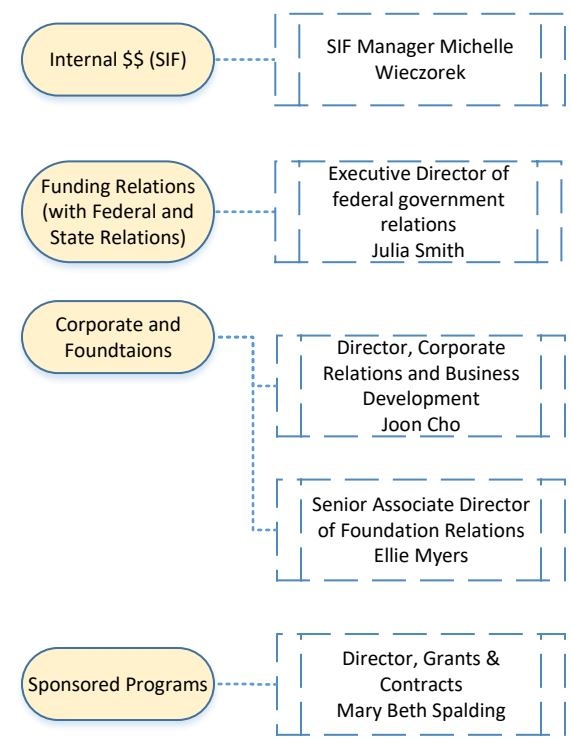 Internal $$ (SIF)
SIF Manager Michelle
Wieczorek
Funding Relations
(with Federal and
State Relations)
Executive Director of
federal government
relations
Julia Smith
Corporate and
Foundtaions
Director, Corporate
Relations and Business
Development
Joon Cho
Senior Associate Director
of Foundation Relations
Ellie Myers
Sponsored Programs
Director, Grants &
Contracts
Mary Beth Spalding